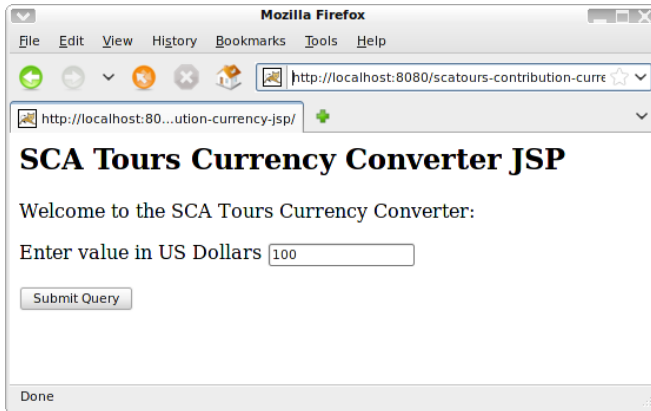 Mozilla Firefox
File Edit View History Bookmarks Tools Help
http://localhost:8080/scatours-contribution-curre
http://localhost:80...ution-currency-jsp/
SCA Tours Currency Converter JSP
Welcome to the SCA Tours Currency Converter:
Enter value in US Dollars 100
Submit Query
Done